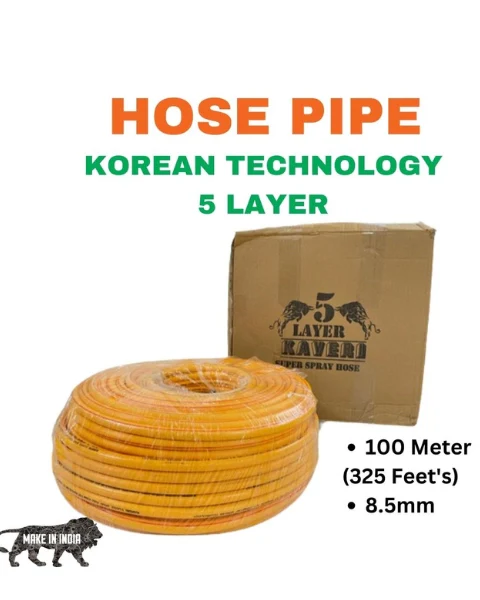 HOSE PIPE
KOREAN TECHNOLOGY
5 LAYER
5
LAYER
KAVERI
SUPER SPRAY HOSE
• 100 Meter
(325 Feet's)
• 8.5mm
MAKE IN INDIA